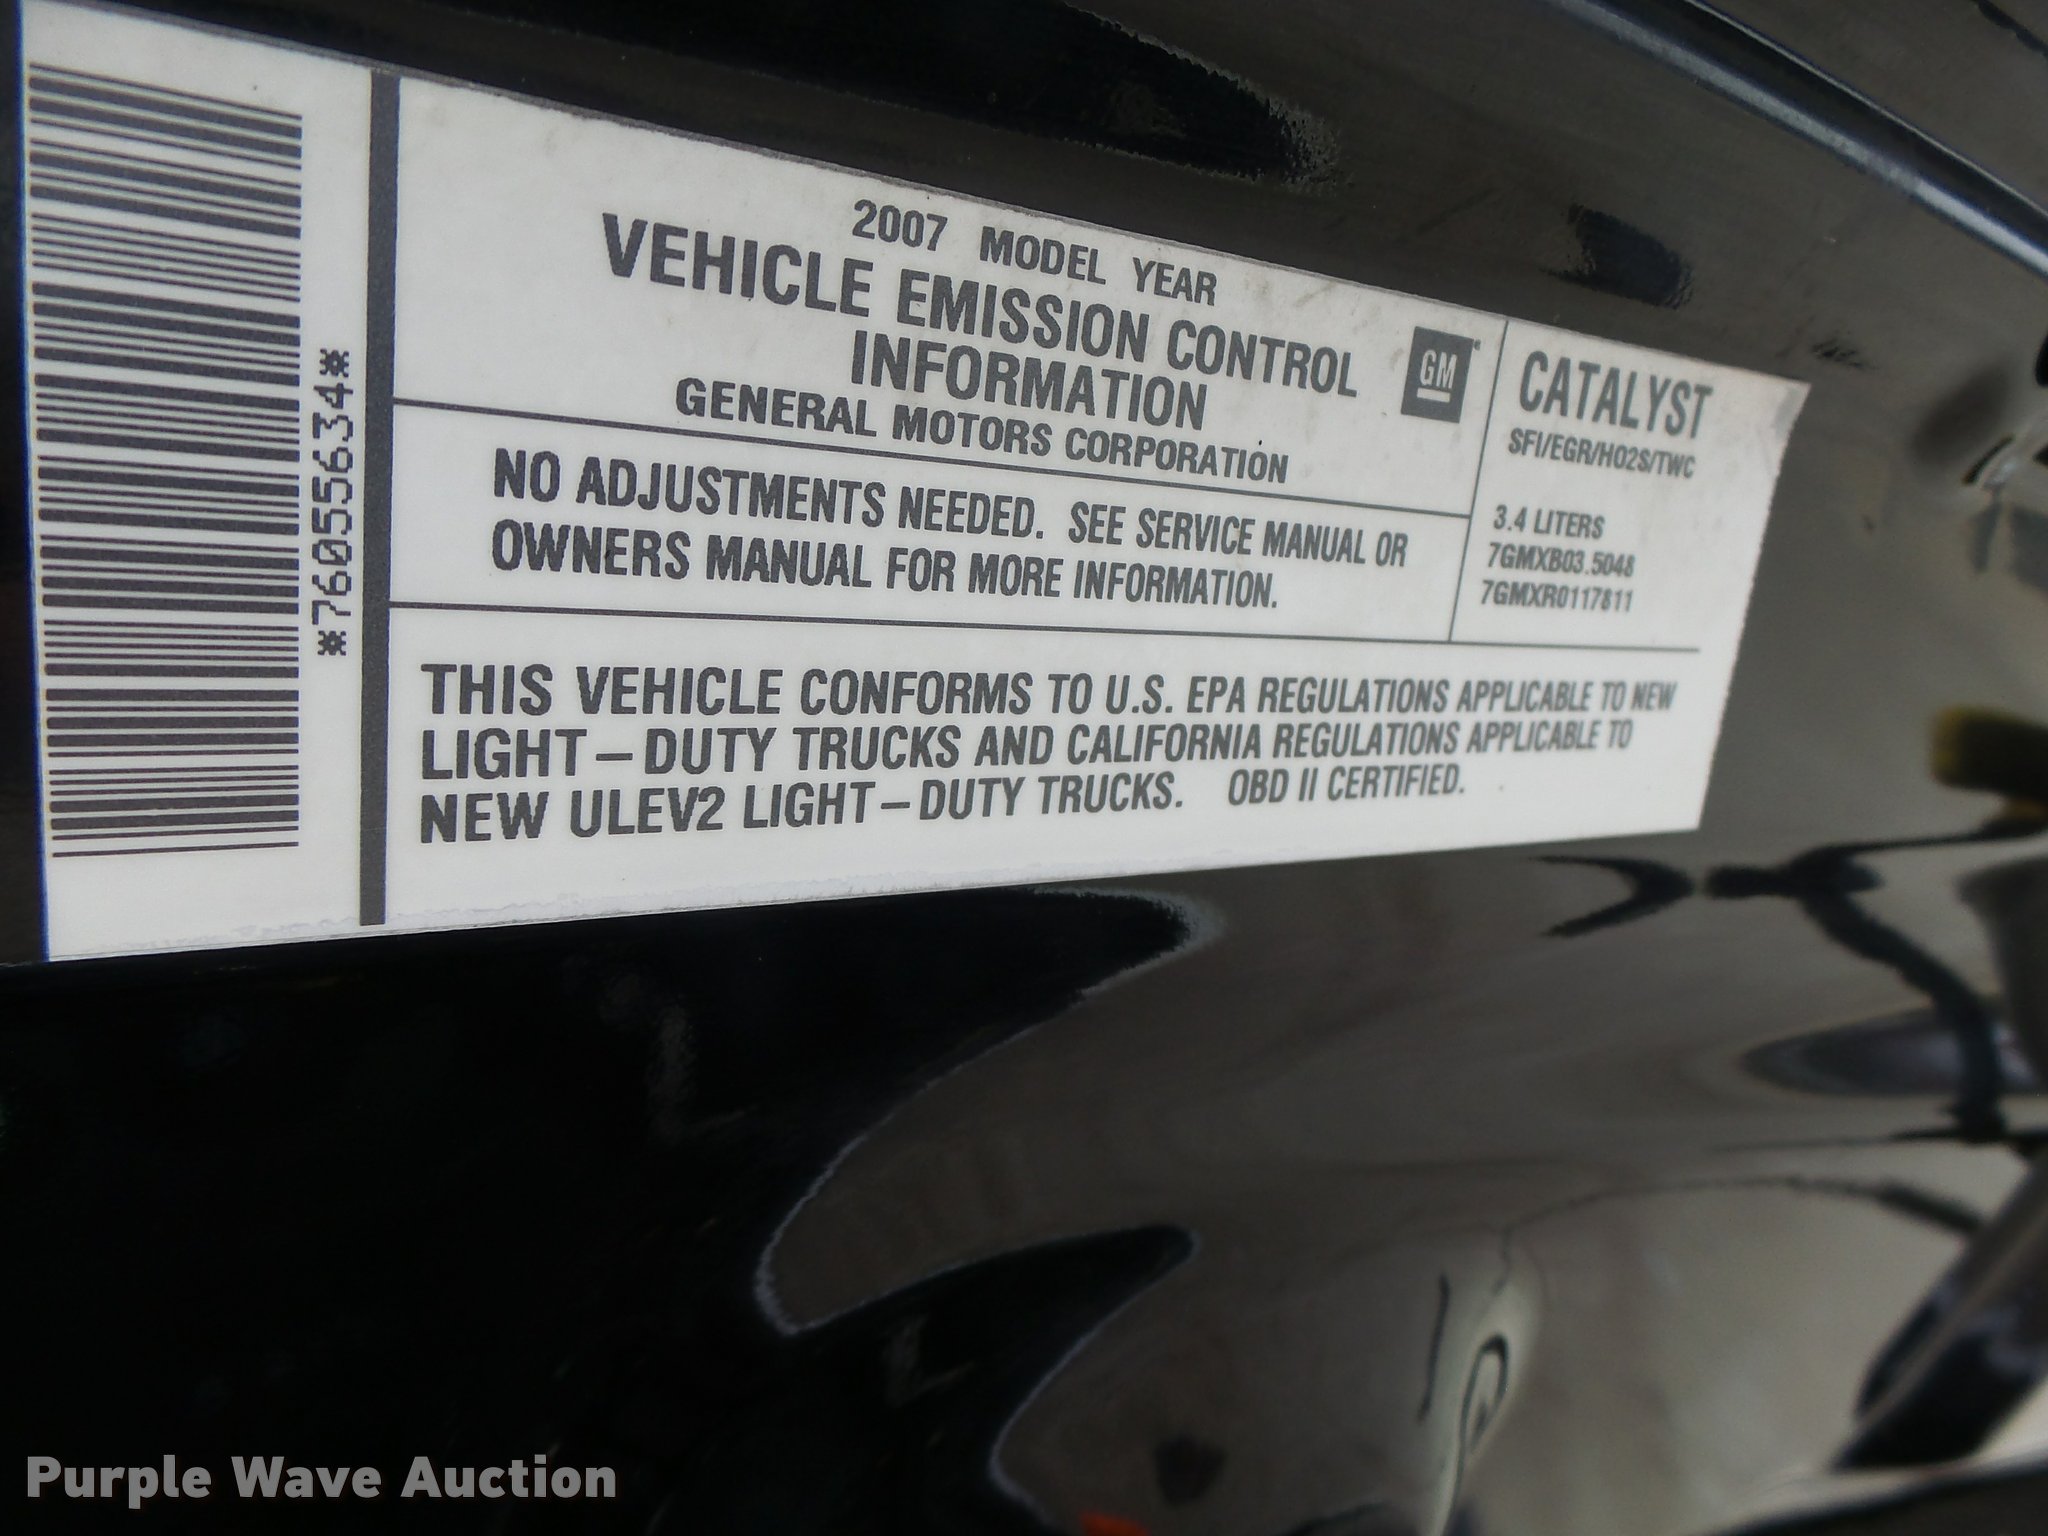 *76055634*
2007 MODEL YEAR
VEHICLE EMISSION CONTROL
INFORMATION
GENERAL MOTORS CORPORATION
GM
NO ADJUSTMENTS NEEDED. SEE SERVICE MANUAL OR
OWNERS MANUAL FOR MORE INFORMATION.
CATALYST
SFI/EGR/HO2S/TWC
3.4 LITERS
7GMXB03.5048
7GMXR0117811
THIS VEHICLE CONFORMS TO U.S. EPA REGULATIONS APPLICABLE TO NEW
LIGHT-DUTY TRUCKS AND CALIFORNIA REGULATIONS APPLICABLE TO
NEW ULEV2 LIGHT-DUTY TRUCKS. OBD II CERTIFIED.
Purple Wave Auction